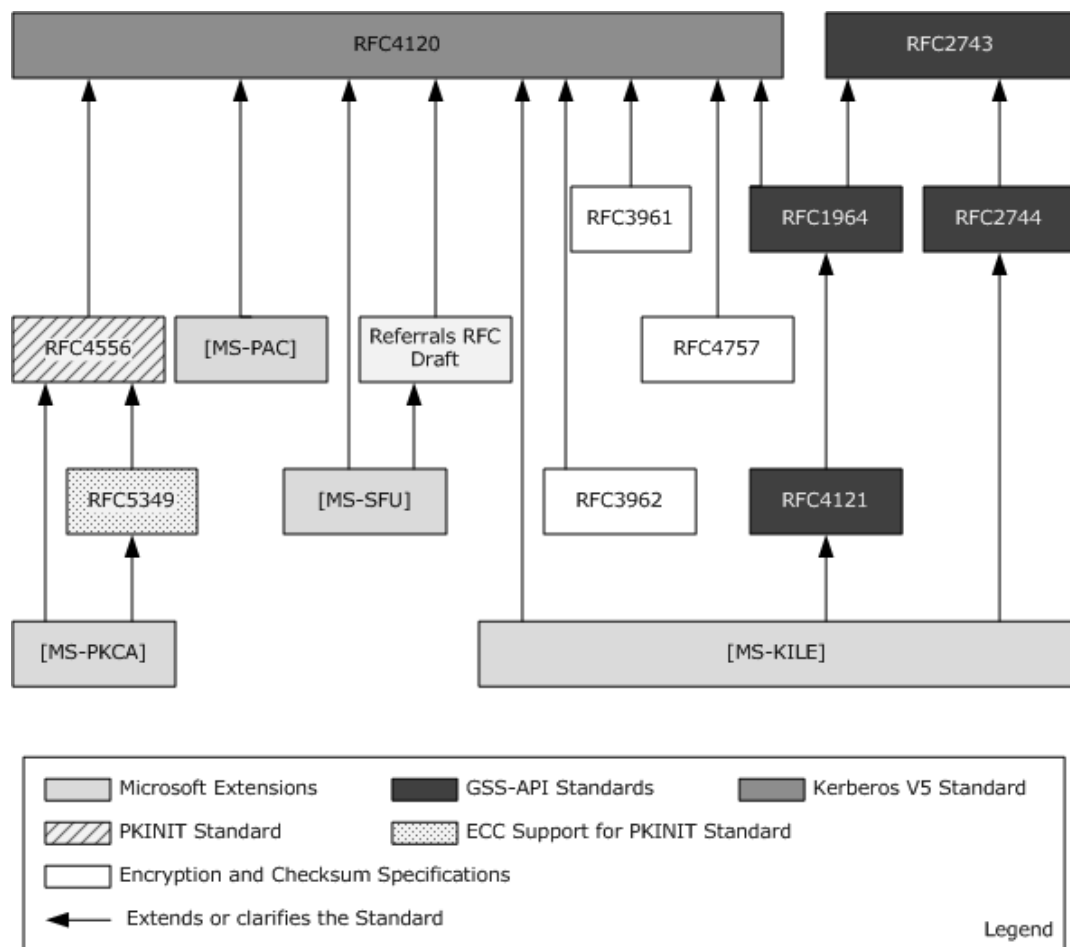 RFC4120
RFC2743
RFC3961
RFC1964
RFC2744
RFC4556
[MS-PAC]
Referrals RFC
Draft
RFC4757
RFC5349
[MS-SFU]
RFC3962
RFC4121
[MS-PKCA]
[MS-KILE]
Microsoft Extensions
GSS-API Standards
Kerberos V5 Standard
PKINIT Standard
ECC Support for PKINIT Standard
Encryption and Checksum Specifications
Extends or clarifies the Standard
Legend